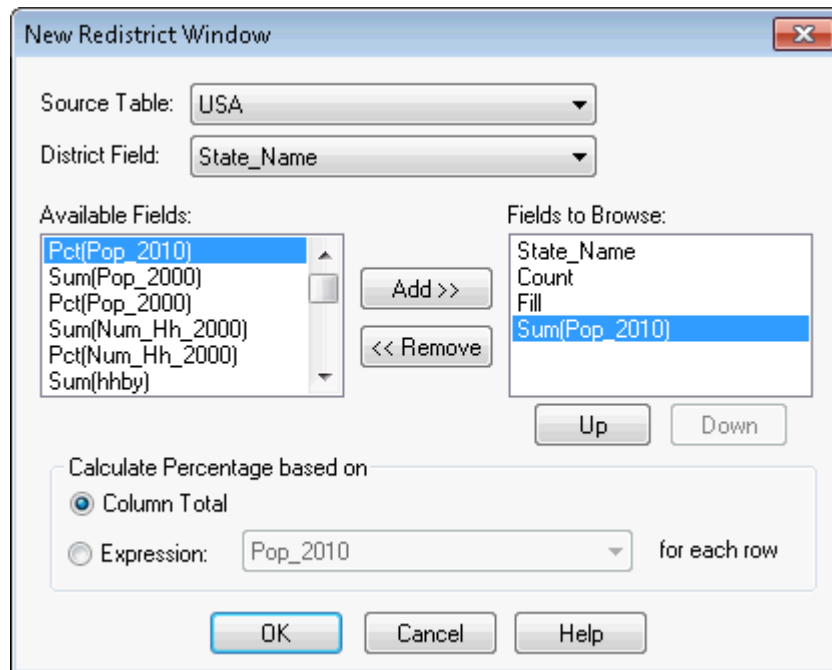 New Redistrict Window
Source Table: USA
District Field: State_Name
Available Fields:
Pct(Pop_2010)
Sum(Pop_2000)
Pct(Pop_2000)
Sum(Num_Hh_2000)
Pct(Num_Hh_2000)
Sum(hhby)
Add >>
<< Remove
Fields to Browse:
State_Name
Count
Fill
Sum(Pop_2010)
Up Down
Calculate Percentage based on
Column Total
Expression: Pop_2010 for each row
OK Cancel Help